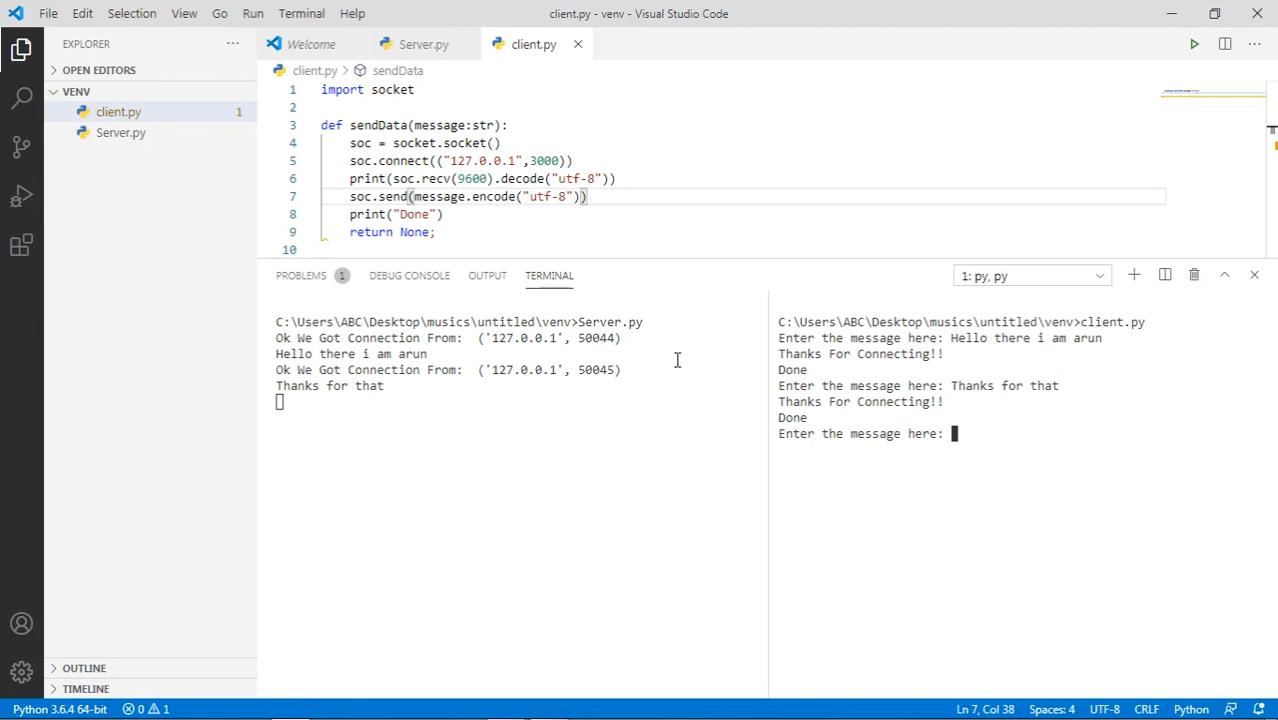 File Edit Selection View Go Run Terminal Help client.py - venv - Visual Studio Code
EXPLORER ...
Welcome Server.py client.py
OPEN EDITORS
client.py > sendData
VENV
client.py 1
Server.py
1 import socket
2
3 def sendData(message:str):
4 soc = socket.socket()
5 soc.connect(("127.0.0.1",3000))
6 print(soc.recv(9600).decode("utf-8"))
7 soc.send(message.encode("utf-8"))
8 print("Done")
9 return None;
10
PROBLEMS 1 DEBUG CONSOLE OUTPUT TERMINAL 1: py, py
C:\Users\ABC\Desktop\musics\untitled\venv>Server.py
Ok We Got Connection From:  ('127.0.0.1', 50044)
Hello there i am arun
Ok We Got Connection From:  ('127.0.0.1', 50045)
Thanks for that
C:\Users\ABC\Desktop\musics\untitled\venv>client.py
Enter the message here: Hello there i am arun
Thanks For Connecting!!
Done
Enter the message here: Thanks for that
Thanks For Connecting!!
Done
Enter the message here:
OUTLINE
TIMELINE
Python 3.6.4 64-bit 0 1 Ln 7, Col 38 Spaces: 4 UTF-8 CRLF Python